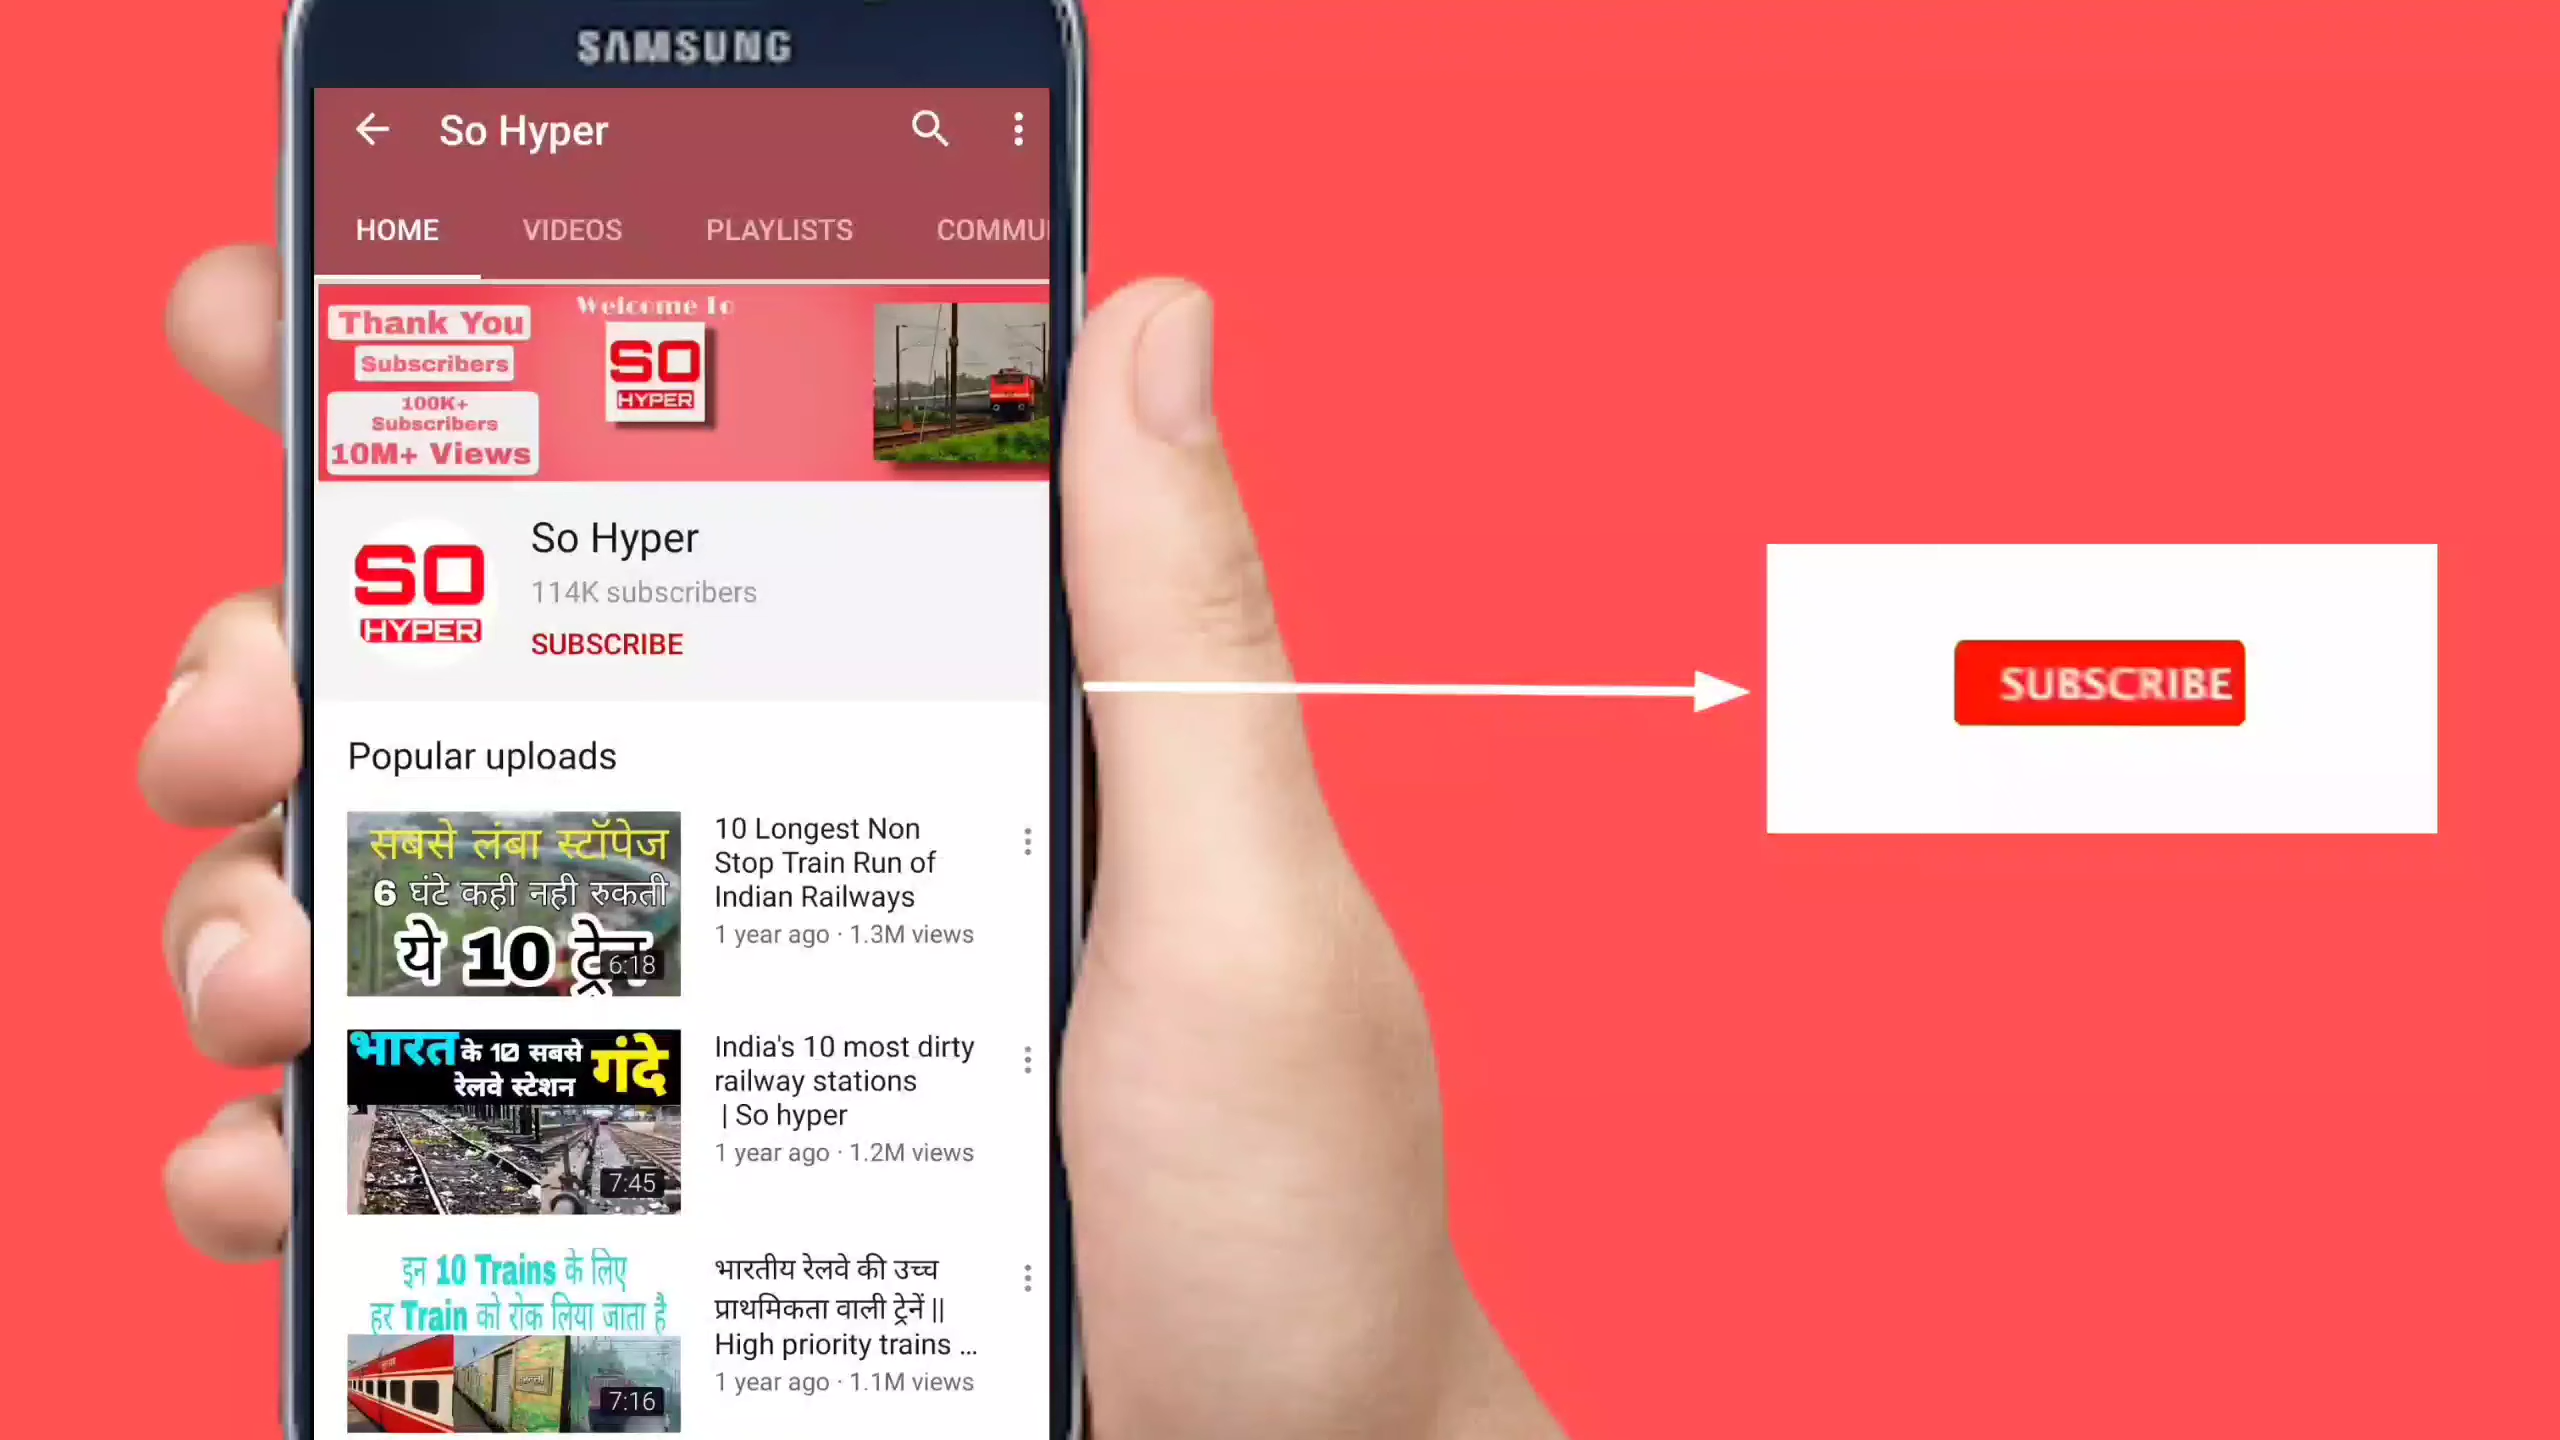 SAMSUNG
So Hyper
HOME
VIDEOS
PLAYLISTS
COMMU
Thank You
Subscribers
100K+
Subscribers
10M+ Views
Welcome To
SO
HYPER
SO
HYPER
So Hyper
114K subscribers
SUBSCRIBE
SUBSCRIBE
Popular uploads
सबसे लंबा स्टॉपेज
6 घंटे कही नही रुकती
ये 10 ट्रेन
6:18
10 Longest Non
Stop Train Run of
Indian Railways
1 year ago · 1.3M views
भारत के 10 सबसे गंदे
रेलवे स्टेशन
7:45
India's 10 most dirty
railway stations
| So hyper
1 year ago · 1.2M views
इन 10 Trains के लिए
हर Train को रोक लिया जाता है
7:16
भारतीय रेलवे की उच्च
प्राथमिकता वाली ट्रेनें ||
High priority trains ...
1 year ago · 1.1M views